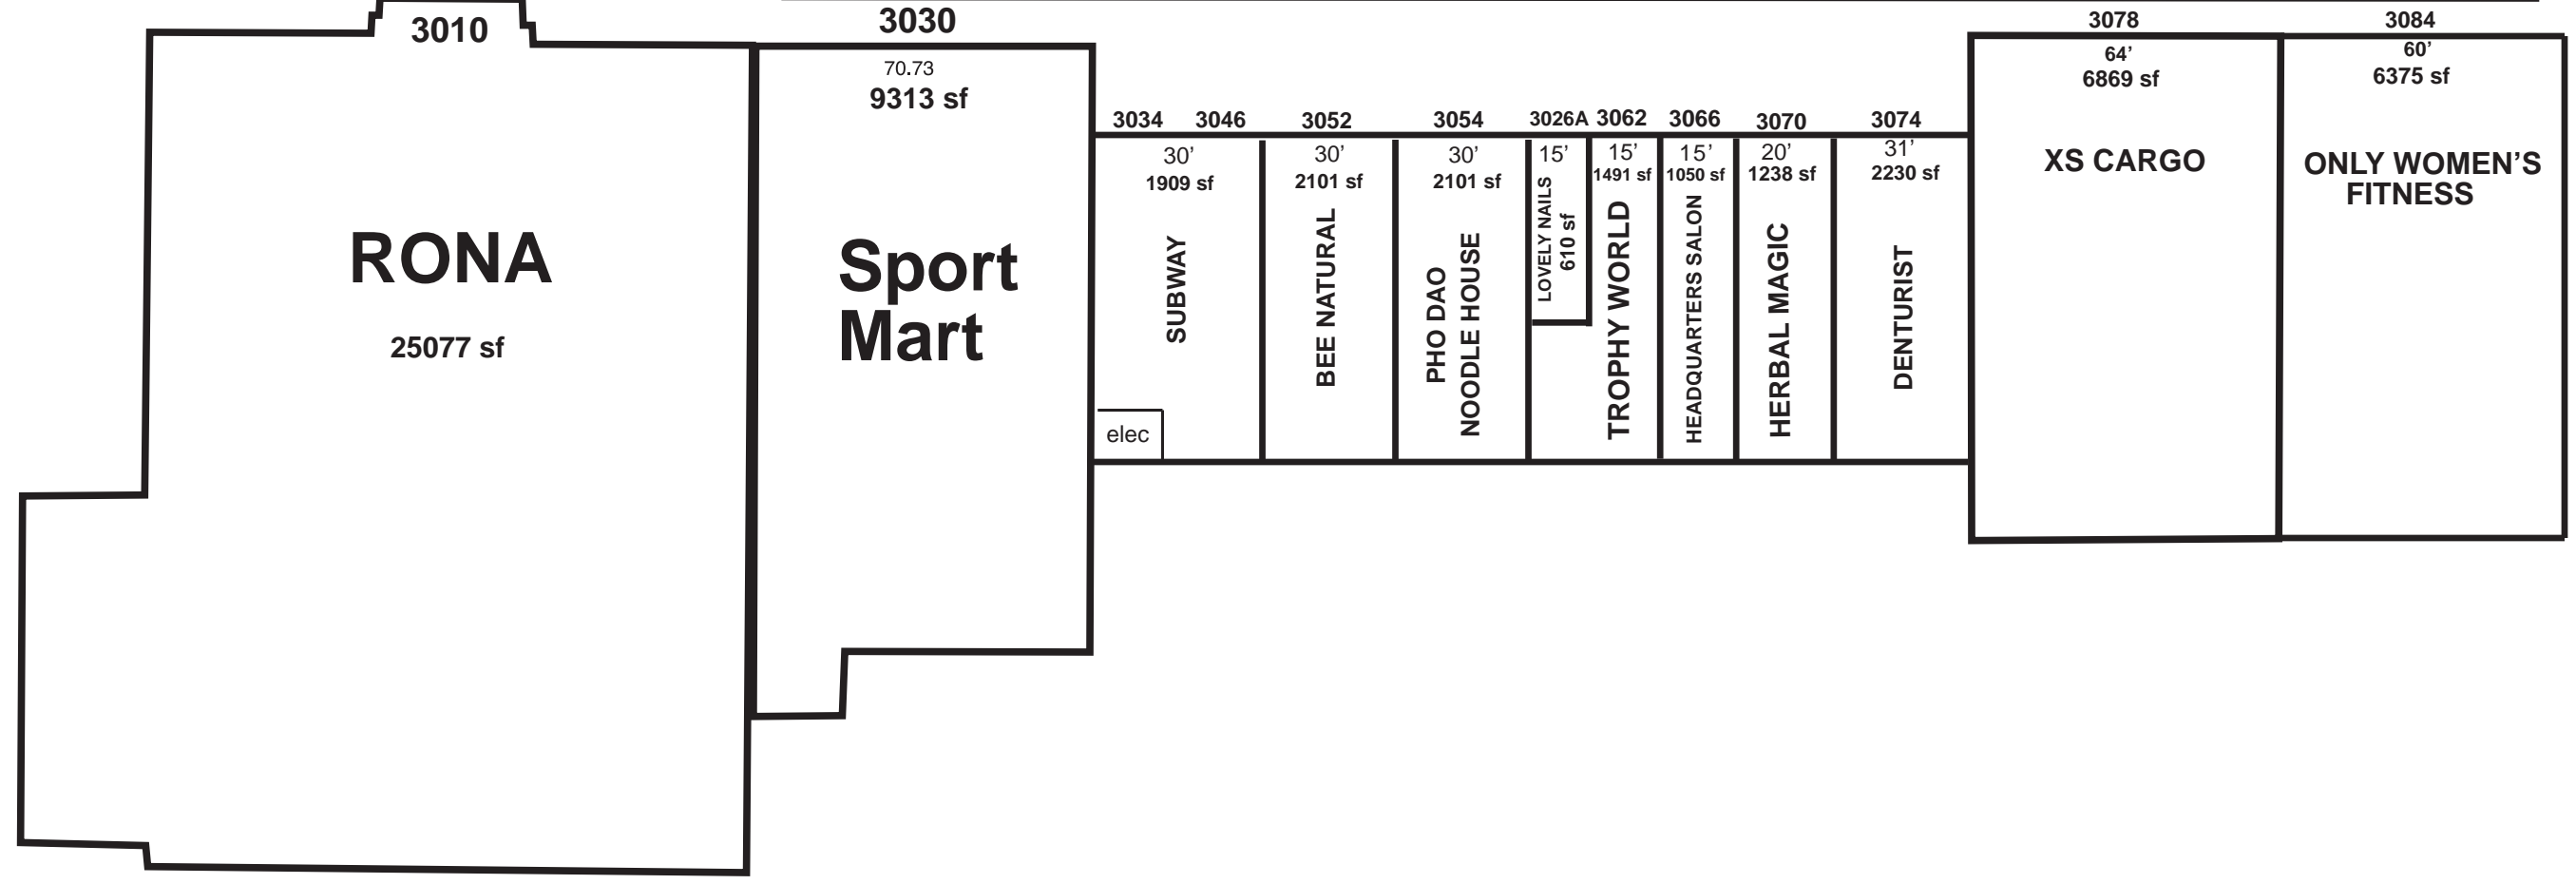 3010
RONA
25077 sf
3030
70.73
9313 sf
Sport
Mart
3034 3046
30’
1909 sf
SUBWAY
elec
3052
30’
2101 sf
BEE NATURAL
3054
30’
2101 sf
PHO DAO
NOODLE HOUSE
3026A
15’
LOVELY NAILS
610 sf
3062
15’
1491 sf
TROPHY WORLD
3066
15’
1050 sf
HEADQUARTERS SALON
3070
20’
1238 sf
HERBAL MAGIC
3074
31’
2230 sf
DENTURIST
3078
64’
6869 sf
XS CARGO
3084
60’
6375 sf
ONLY WOMEN’S
FITNESS